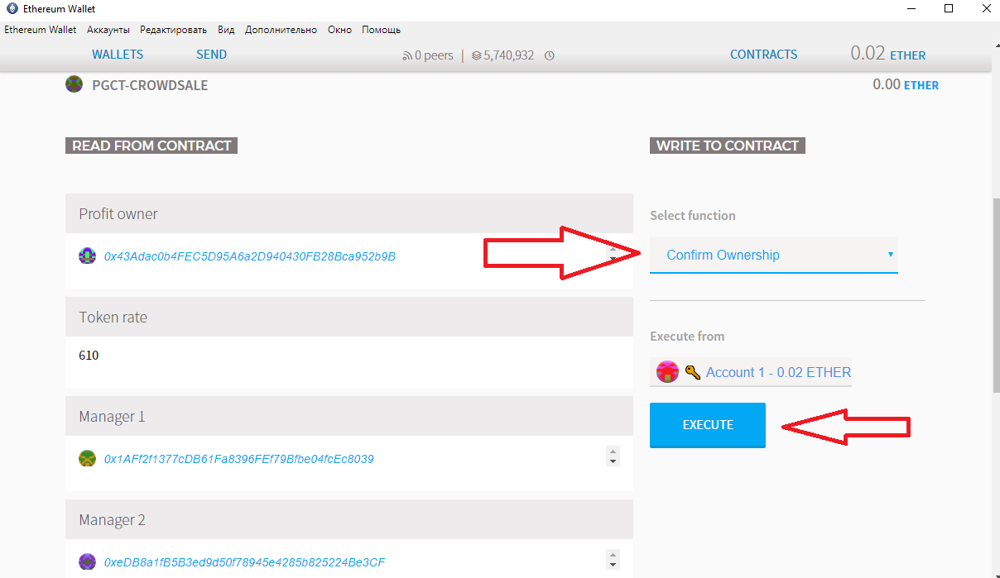 Ethereum Wallet
Ethereum Wallet Аккаунты Редактировать Вид Дополнительно Окно Помощь
WALLETS SEND 0 peers | 5,740,932 CONTRACTS 0.02 ETHER
PGCT-CROWDSALE 0.00 ETHER
READ FROM CONTRACT
WRITE TO CONTRACT
Profit owner
0x43Adac0b4FEC5D95A6a2D940430FB28Bca952b9B
Token rate
610
Manager 1
0x1AFf2f1377cDB61Fa8396FEf79Bfbe04fcEc8039
Manager 2
0xeDB8a1fB5B3ed9d50f78945e4285b825224Be3CF
Select function
Confirm Ownership
Execute from
Account 1 - 0.02 ETHER
EXECUTE